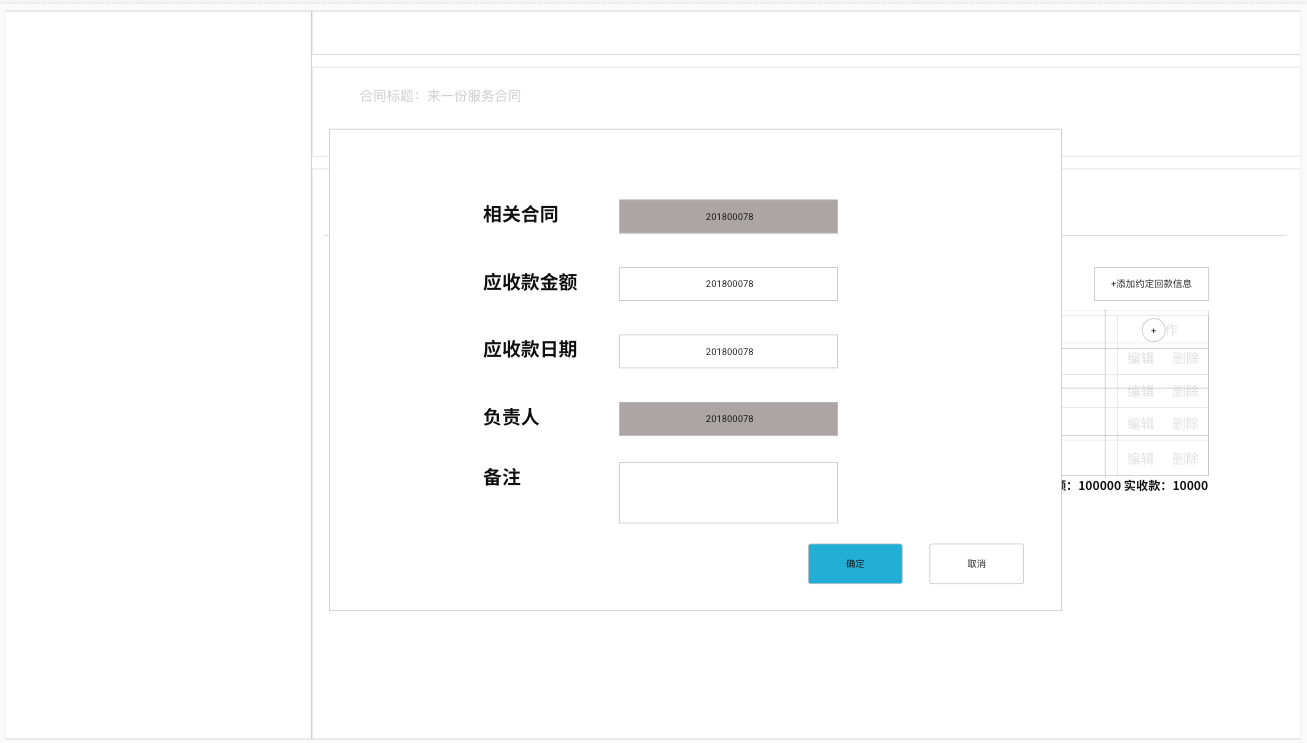 合同标题：来一份服务合同
相关合同 201800078
应收款金额 201800078
+添加约定回款信息
+ 作
应收款日期 201800078
编辑 删除
编辑 删除
负责人 201800078
编辑 删除
编辑 删除
备注
：100000 实收款：10000
确定 取消